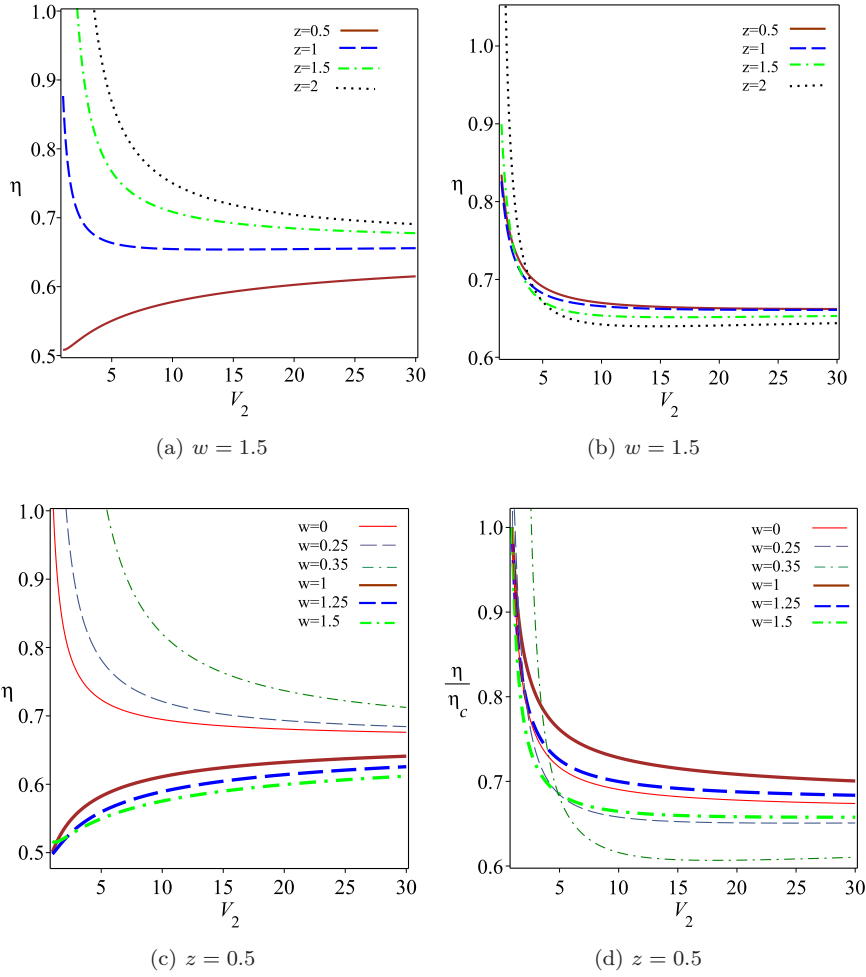 1.0
0.9
0.8
η
0.7
0.6
0.5
5
10
15
20
25
30
V2
z=0.5
z=1
z=1.5
z=2
(a) w = 1.5
1.0
0.9
0.8
η
0.7
0.6
5
10
15
20
25
30
V2
z=0.5
z=1
z=1.5
z=2
(b) w = 1.5
1.0
0.9
0.8
η
0.7
0.6
0.5
5
10
15
20
25
30
V2
w=0
w=0.25
w=0.35
w=1
w=1.25
w=1.5
(c) z = 0.5
1.0
0.9
0.8
η
ηc
0.7
0.6
5
10
15
20
25
30
V2
w=0
w=0.25
w=0.35
w=1
w=1.25
w=1.5
(d) z = 0.5